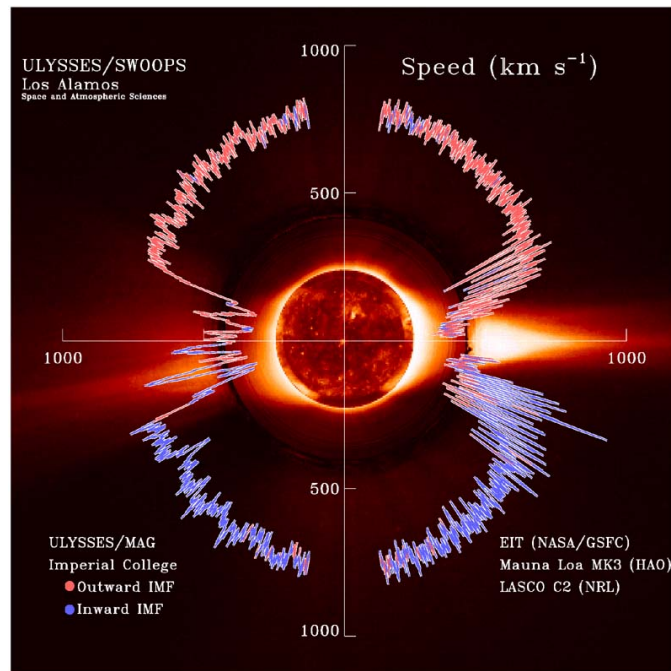 ULYSSES/SWOOPS
Los Alamos
Space and Atmospheric Sciences
1000
Speed (km s⁻¹)
500
1000
1000
500
ULYSSES/MAG
Imperial College
Outward IMF
Inward IMF
EIT (NASA/GSFC)
Mauna Loa MK3 (HAO)
LASCO C2 (NRL)
1000